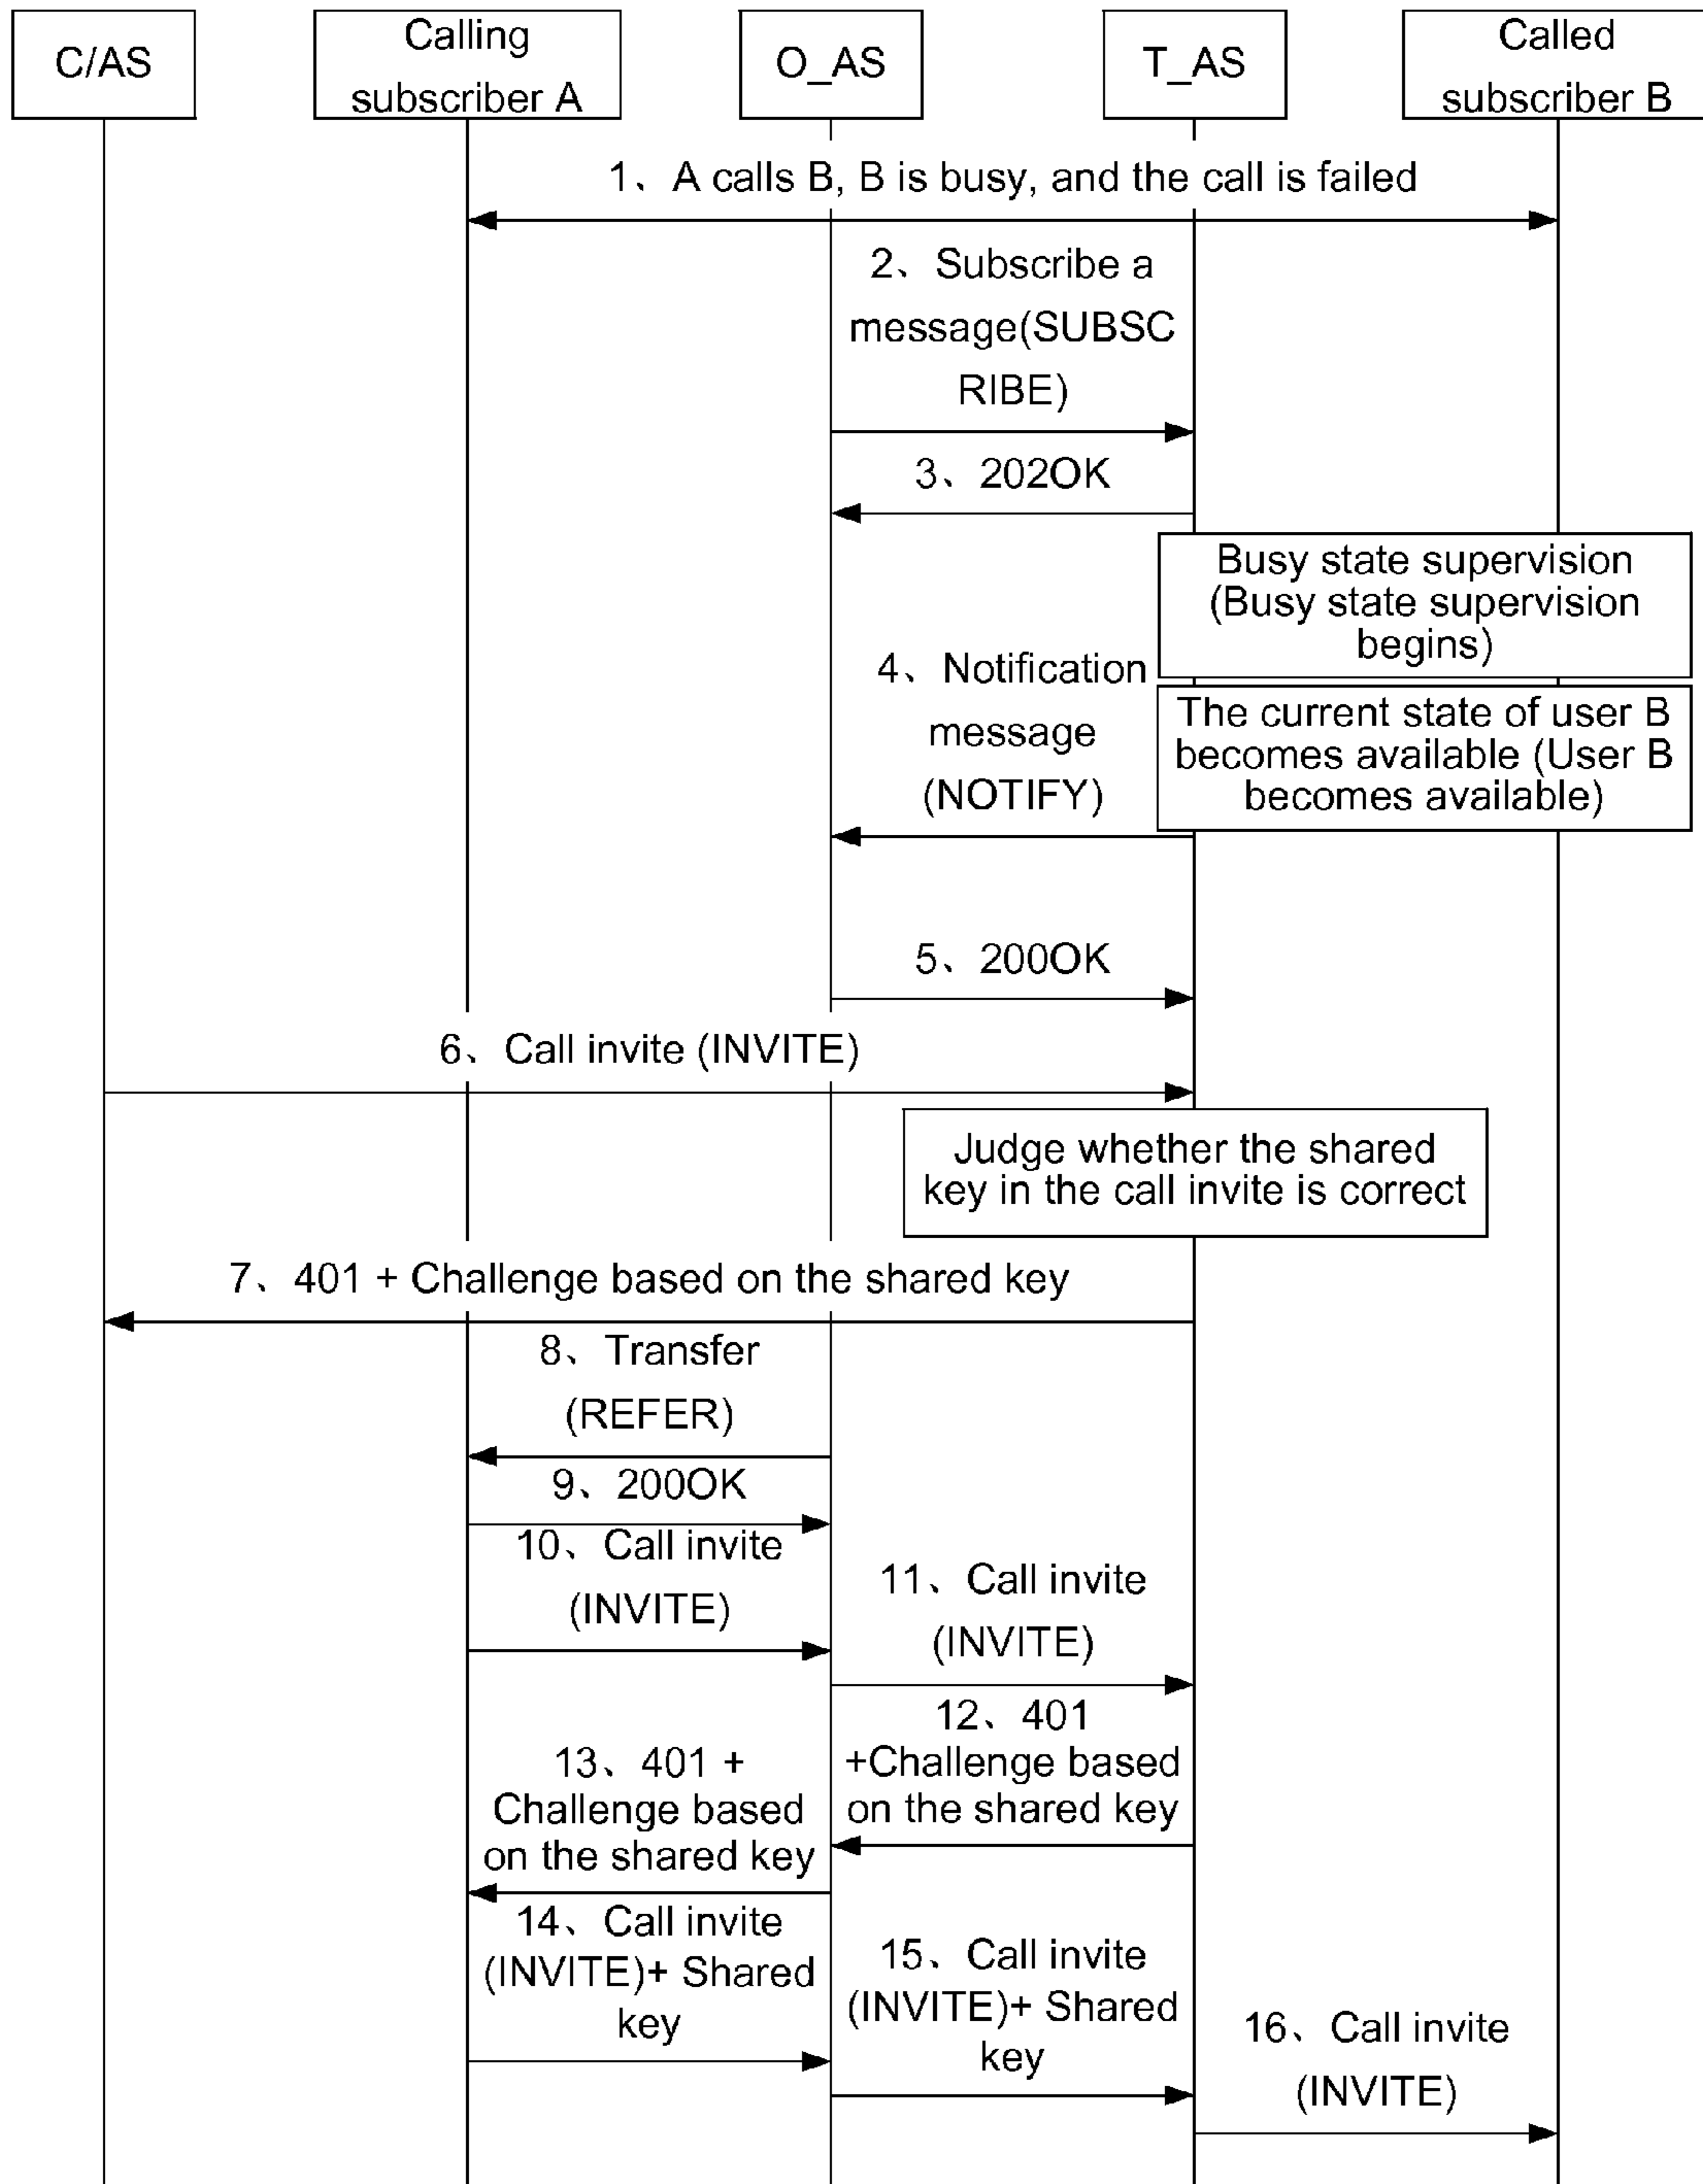 C/AS
Calling
subscriber A
O_AS
T_AS
Called
subscriber B
1、A calls B, B is busy, and the call is failed
2、Subscribe a
message(SUBSC
RIBE)
3、202OK
Busy state supervision
(Busy state supervision
begins)
4、Notification
message
(NOTIFY)
The current state of user B
becomes available (User B
becomes available)
5、200OK
6、Call invite (INVITE)
Judge whether the shared
key in the call invite is correct
7、401 + Challenge based on the shared key
8、Transfer
(REFER)
9、200OK
10、Call invite
(INVITE)
11、Call invite
(INVITE)
12、401
+Challenge based
on the shared key
13、401 +
Challenge based
on the shared key
14、Call invite
(INVITE)+ Shared
key
15、Call invite
(INVITE)+ Shared
key
16、Call invite
(INVITE)